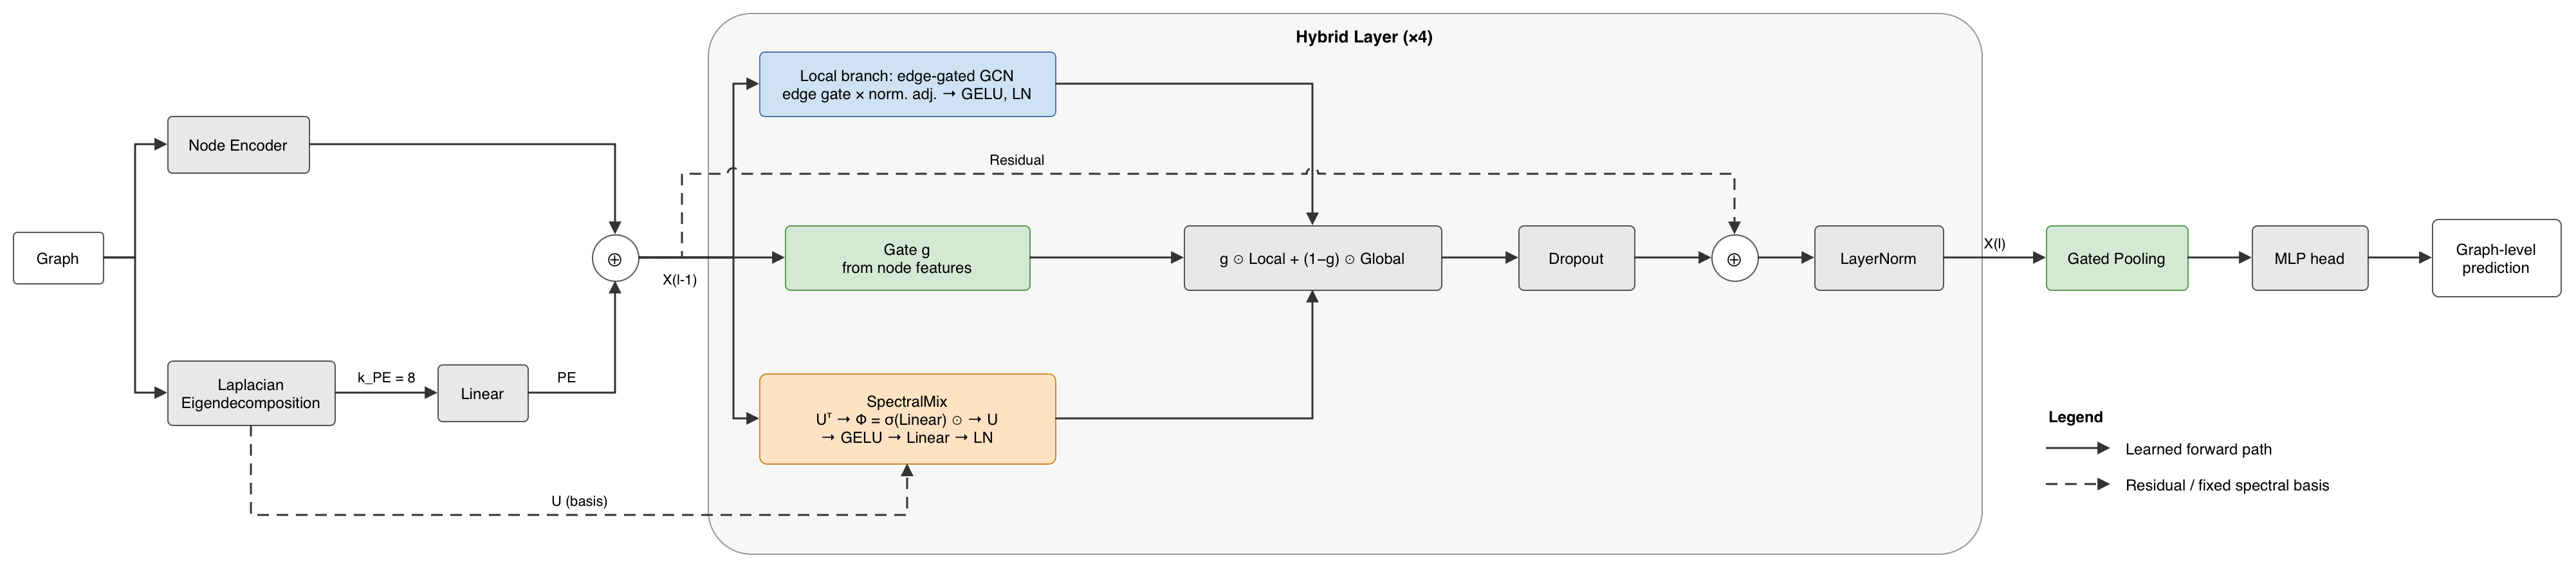 Hybrid Layer (×4)
Local branch: edge-gated GCN
edge gate × norm. adj. → GELU, LN
Node Encoder
Residual
Graph
⊕
X(l-1)
Gate g
from node features
g ⊙ Local + (1−g) ⊙ Global
Dropout
⊕
LayerNorm
X(l)
Gated Pooling
MLP head
Graph-level
prediction
Laplacian
Eigendecomposition
k_PE = 8
Linear
PE
SpectralMix
Uᵀ → Φ = σ(Linear) ⊙ → U
→ GELU → Linear → LN
U (basis)
Legend
Learned forward path
Residual / fixed spectral basis